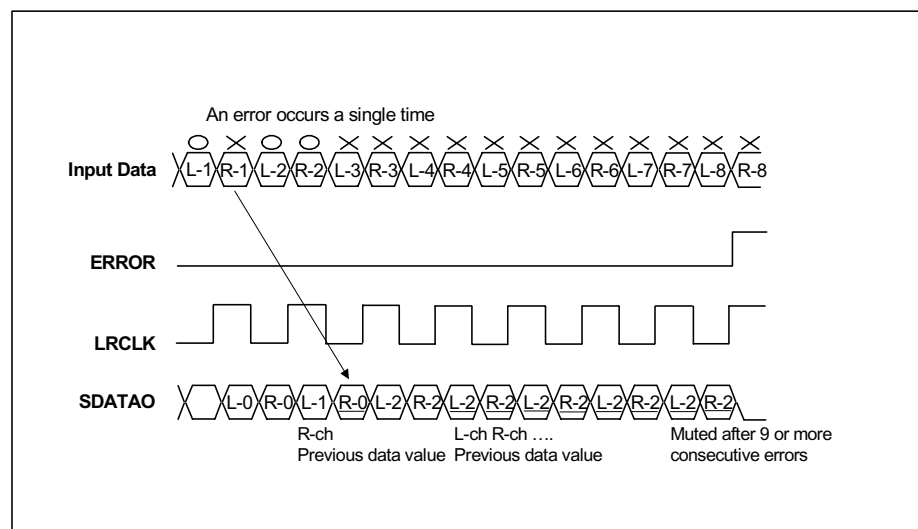 An error occurs a single time
O X O O X X X X X X X X X X X X
Input Data L-1 R-1 L-2 R-2 L-3 R-3 L-4 R-4 L-5 R-5 L-6 R-6 L-7 R-7 L-8 R-8
ERROR
LRCLK
SDATAO L-0 R-0 L-1 R-0 L-2 R-2 L-2 R-2 L-2 R-2 L-2 R-2 L-2 R-2
R-ch L-ch R-ch .... Muted after 9 or more
Previous data value Previous data value consecutive errors